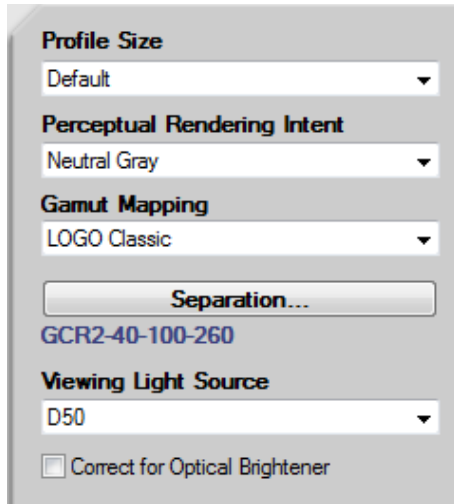 Profile Size
Default
Perceptual Rendering Intent
Neutral Gray
Gamut Mapping
LOGO Classic
Separation...
GCR2-40-100-260
Viewing Light Source
D50
Correct for Optical Brightener